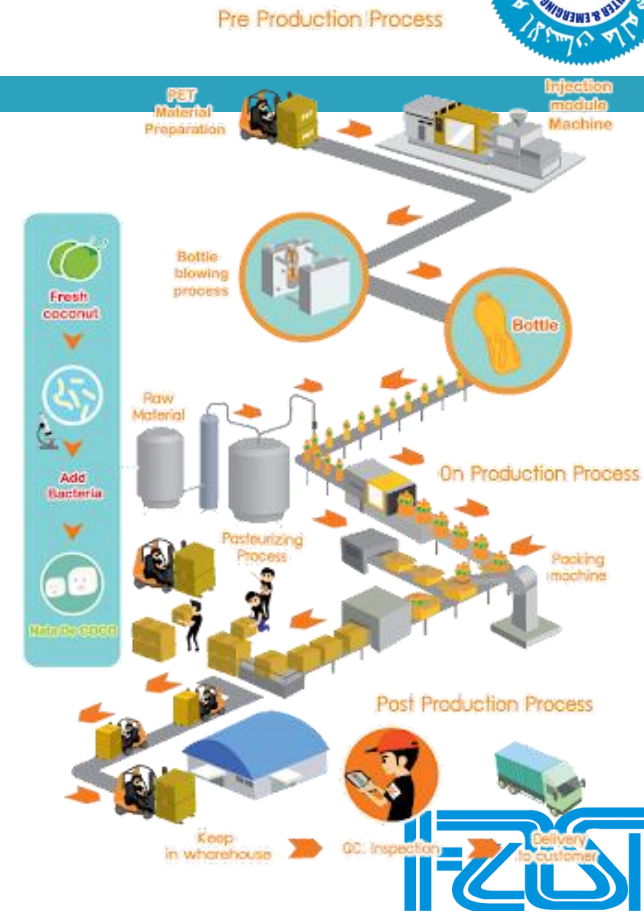 Pre Production Process
PET
Material
Preparation
Injection
module
Machine
Bottle
blowing
process
Bottle
Fresh
coconut
Add
Bacteria
Nata De COCO
Raw
Material
On Production Process
Pasteurizing
Process
Packing
machine
Post Production Process
Keep
in wharehouse
QC. Inspection
Delivery
to customer